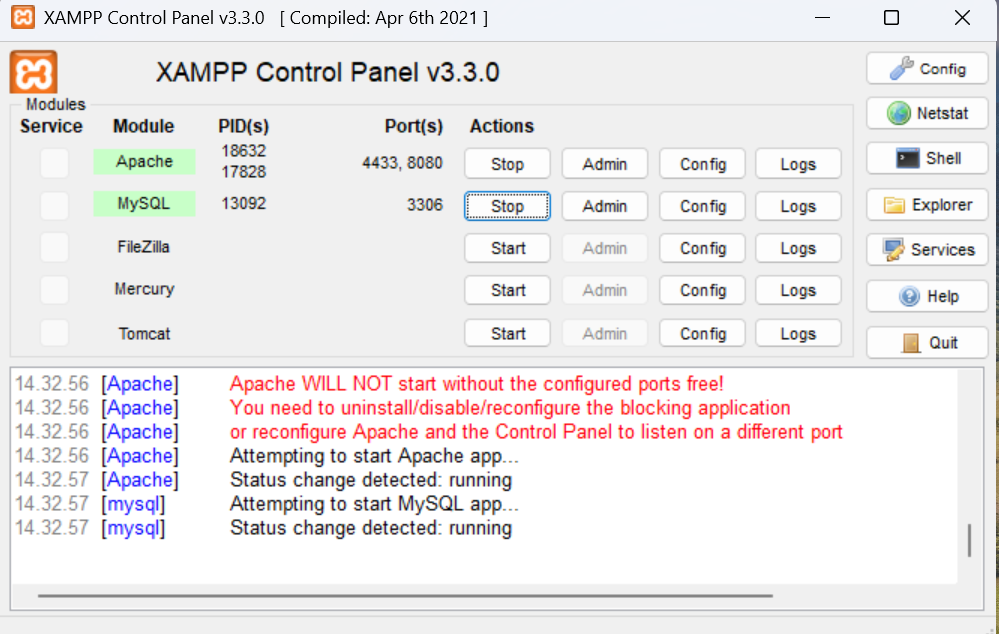 XAMPP Control Panel v3.3.0 [ Compiled: Apr 6th 2021 ]
XAMPP Control Panel v3.3.0
Config
Modules
Service Module PID(s) Port(s) Actions
Netstat
Apache 18632 17828 4433, 8080 Stop Admin Config Logs
Shell
MySQL 13092 3306 Stop Admin Config Logs
Explorer
FileZilla Start Admin Config Logs
Services
Mercury Start Admin Config Logs
Help
Tomcat Start Admin Config Logs
Quit
14.32.56 [Apache] Apache WILL NOT start without the configured ports free!
14.32.56 [Apache] You need to uninstall/disable/reconfigure the blocking application
14.32.56 [Apache] or reconfigure Apache and the Control Panel to listen on a different port
14.32.56 [Apache] Attempting to start Apache app...
14.32.57 [Apache] Status change detected: running
14.32.57 [mysql] Attempting to start MySQL app...
14.32.57 [mysql] Status change detected: running